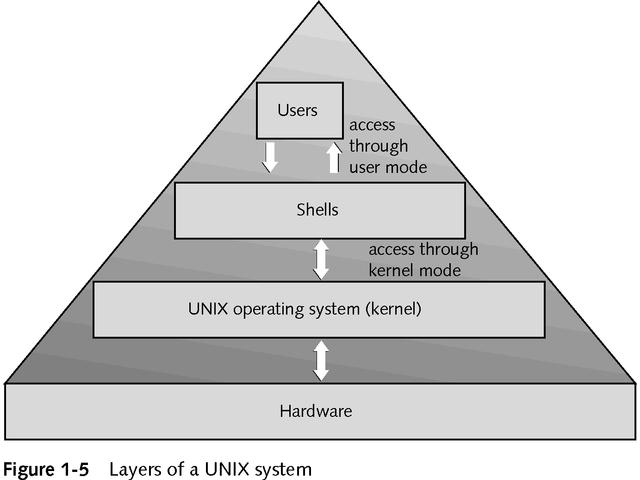 Users
access
through
user mode
Shells
access through
kernel mode
UNIX operating system (kernel)
Hardware
Figure 1-5 Layers of a UNIX system